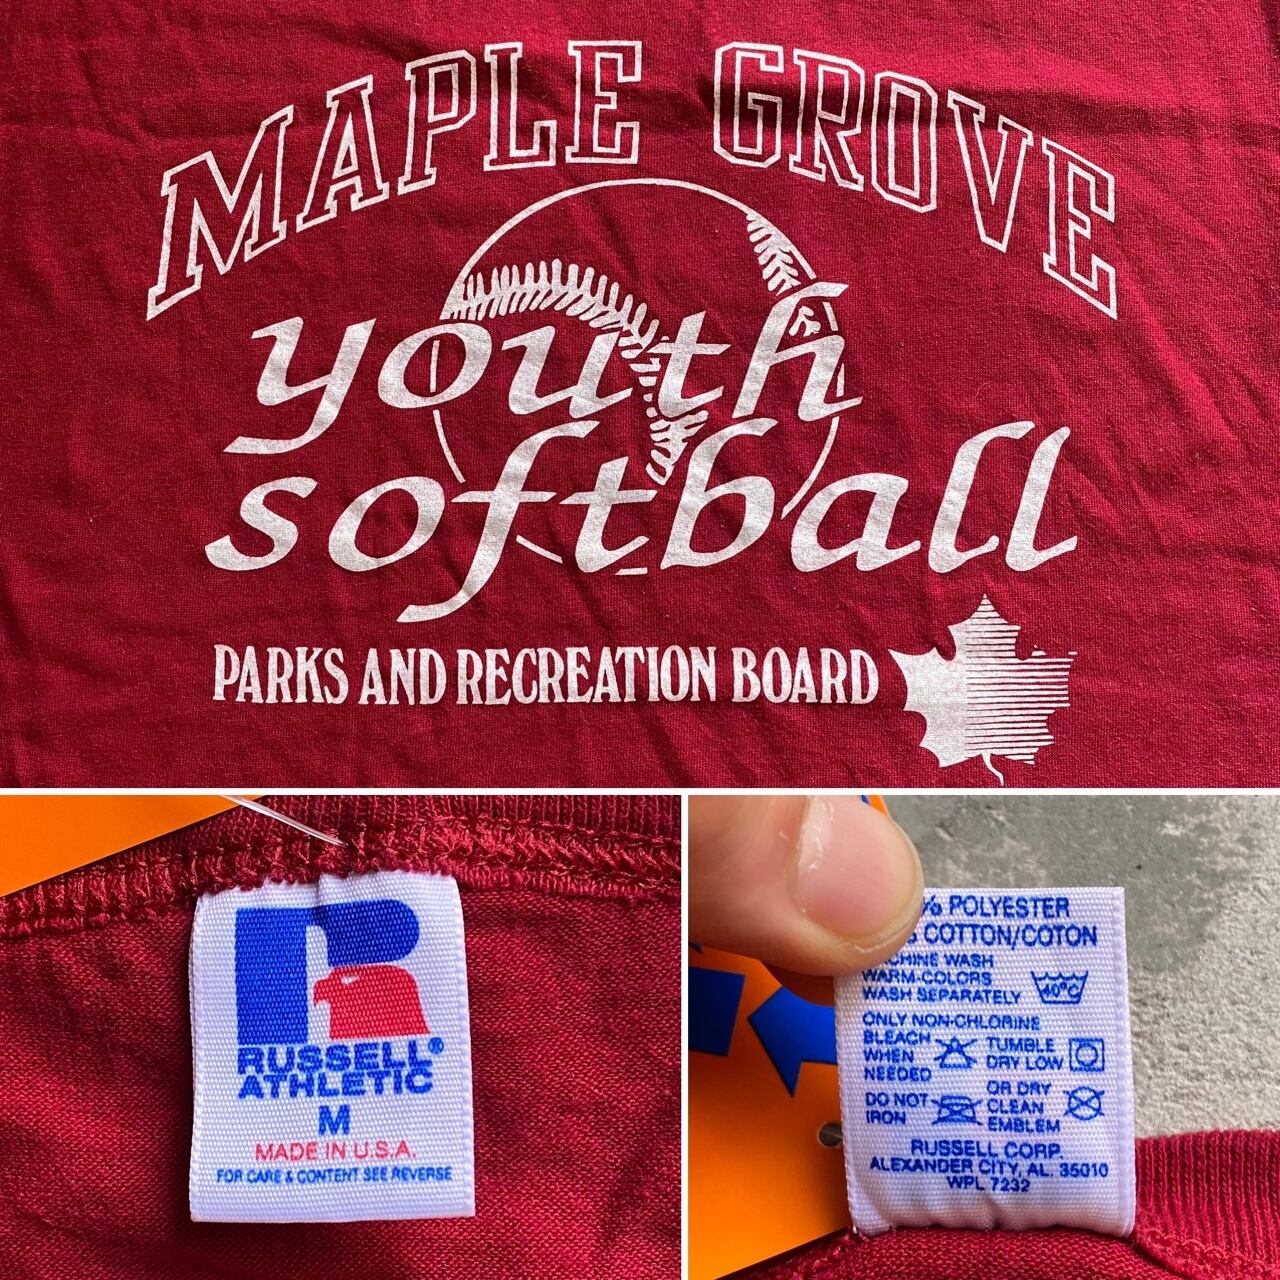 MAPLE GROVE
youth
softball
PARKS AND RECREATION BOARD
RUSSELL®
ATHLETIC
M
MADE IN U.S.A.
FOR CARE & CONTENT SEE REVERSE
% POLYESTER
COTTON/COTON
WASH
WARM-COLORS
WASH SEPARATELY
40°C
ONLY NON-CHLORINE
BLEACH
WHEN
NEEDED
TUMBLE
DRY LOW
DO NOT
IRON
OR DRY
CLEAN
EMBLEM
RUSSELL CORP.
ALEXANDER CITY, AL. 35010
WPL 7232